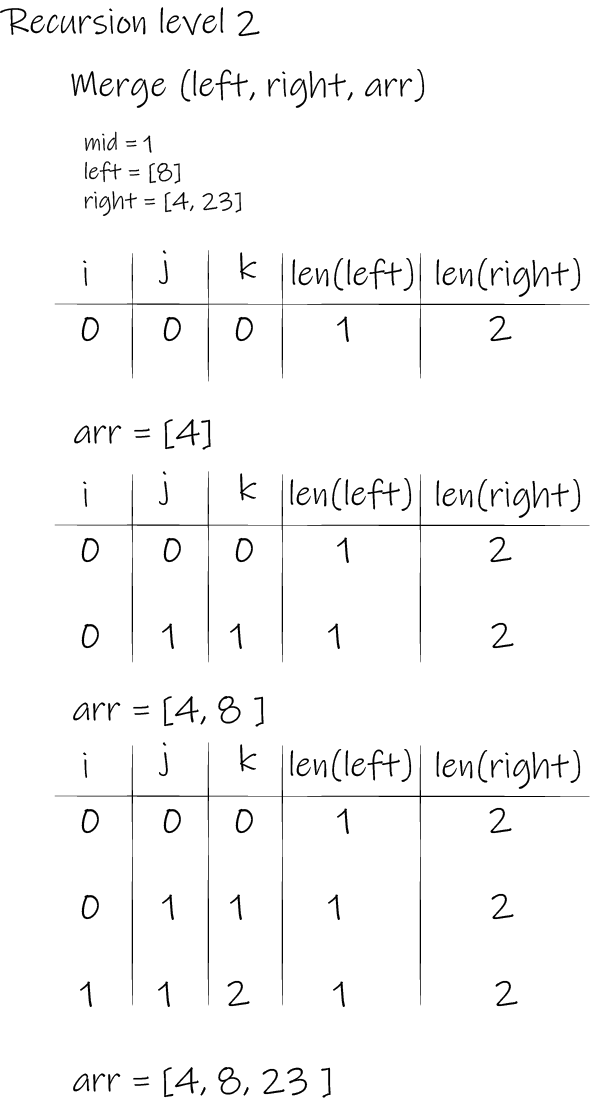 Recursion level 2
Merge (left, right, arr)
mid = 1
left = [8]
right = [4, 23]
i j k len(left) len(right)
0 0 0 1 2
arr = [4]
i j k len(left) len(right)
0 0 0 1 2
0 1 1 1 2
arr = [4, 8 ]
i j k len(left) len(right)
0 0 0 1 2
0 1 1 1 2
1 1 2 1 2
arr = [4, 8, 23 ]